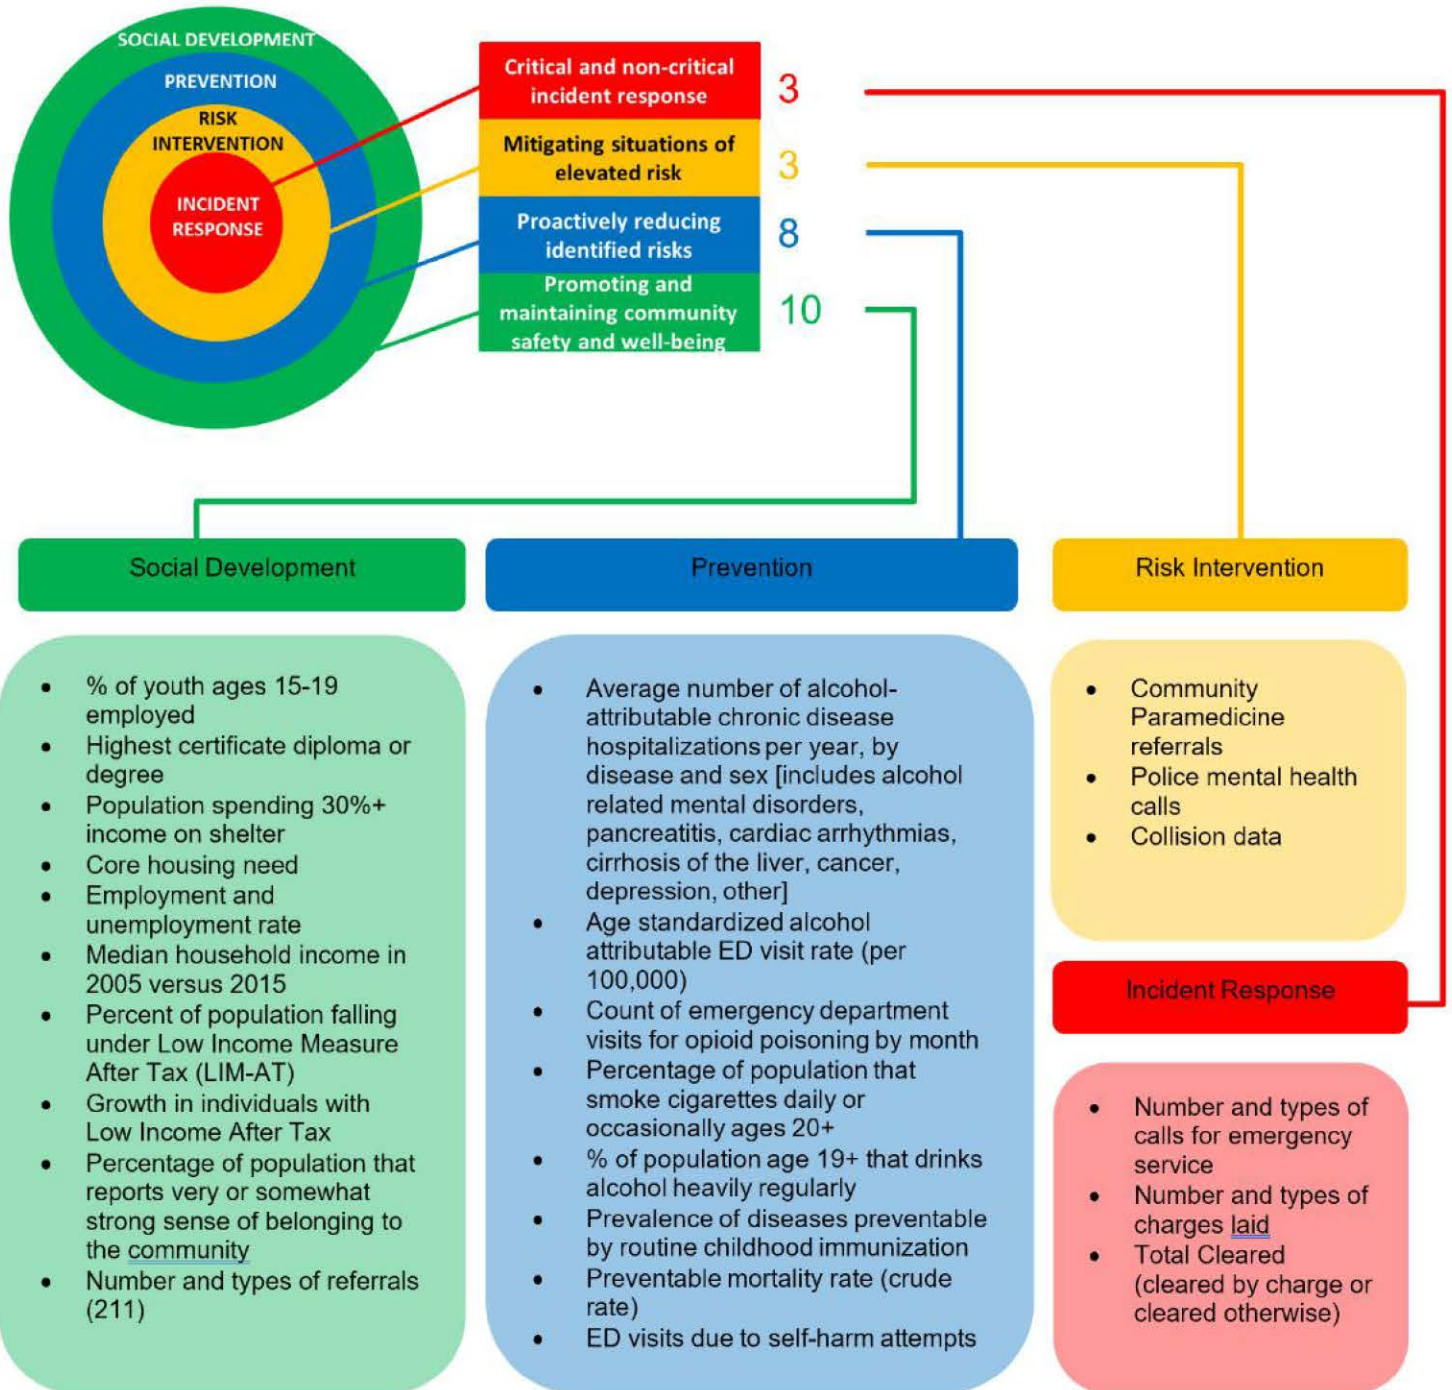 SOCIAL DEVELOPMENT
PREVENTION
RISK
INTERVENTION
INCIDENT
RESPONSE
Critical and non-critical
incident response
3
Mitigating situations of
elevated risk
3
Proactively reducing
identified risks
8
Promoting and
maintaining community
safety and well-being
10
Social Development
• % of youth ages 15-19
employed
• Highest certificate diploma or
degree
• Population spending 30%+
income on shelter
• Core housing need
• Employment and
unemployment rate
• Median household income in
2005 versus 2015
• Percent of population falling
under Low Income Measure
After Tax (LIM-AT)
• Growth in individuals with
Low Income After Tax
• Percentage of population that
reports very or somewhat
strong sense of belonging to
the community
• Number and types of referrals
(211)
Prevention
• Average number of alcohol-
attributable chronic disease
hospitalizations per year, by
disease and sex [includes alcohol
related mental disorders,
pancreatitis, cardiac arrhythmias,
cirrhosis of the liver, cancer,
depression, other]
• Age standardized alcohol
attributable ED visit rate (per
100,000)
• Count of emergency department
visits for opioid poisoning by month
• Percentage of population that
smoke cigarettes daily or
occasionally ages 20+
• % of population age 19+ that drinks
alcohol heavily regularly
• Prevalence of diseases preventable
by routine childhood immunization
• Preventable mortality rate (crude
rate)
• ED visits due to self-harm attempts
Risk Intervention
• Community
Paramedicine
referrals
• Police mental health
calls
• Collision data
Incident Response
• Number and types of
calls for emergency
service
• Number and types of
charges laid
• Total Cleared
(cleared by charge or
cleared otherwise)